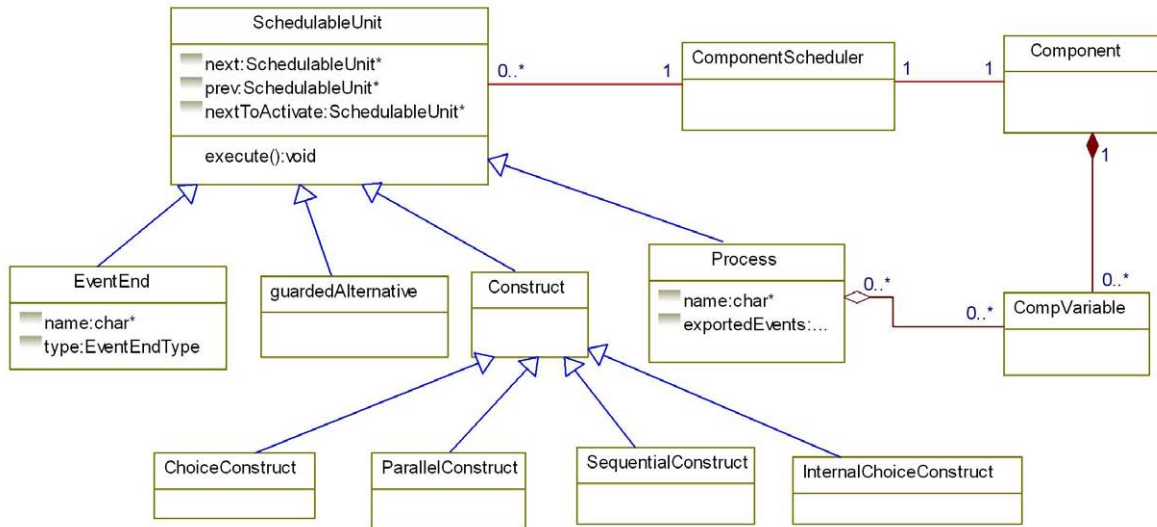 SchedulableUnit
next:SchedulableUnit*
prev:SchedulableUnit*
nextToActivate:SchedulableUnit*
execute():void
0..*
1
ComponentScheduler
1
1
Component
1
0..*
EventEnd
name:char*
type:EventEndType
guardedAlternative
Construct
Process
name:char*
exportedEvents:...
0..*
0..*
CompVariable
ChoiceConstruct
ParallelConstruct
SequentialConstruct
InternalChoiceConstruct